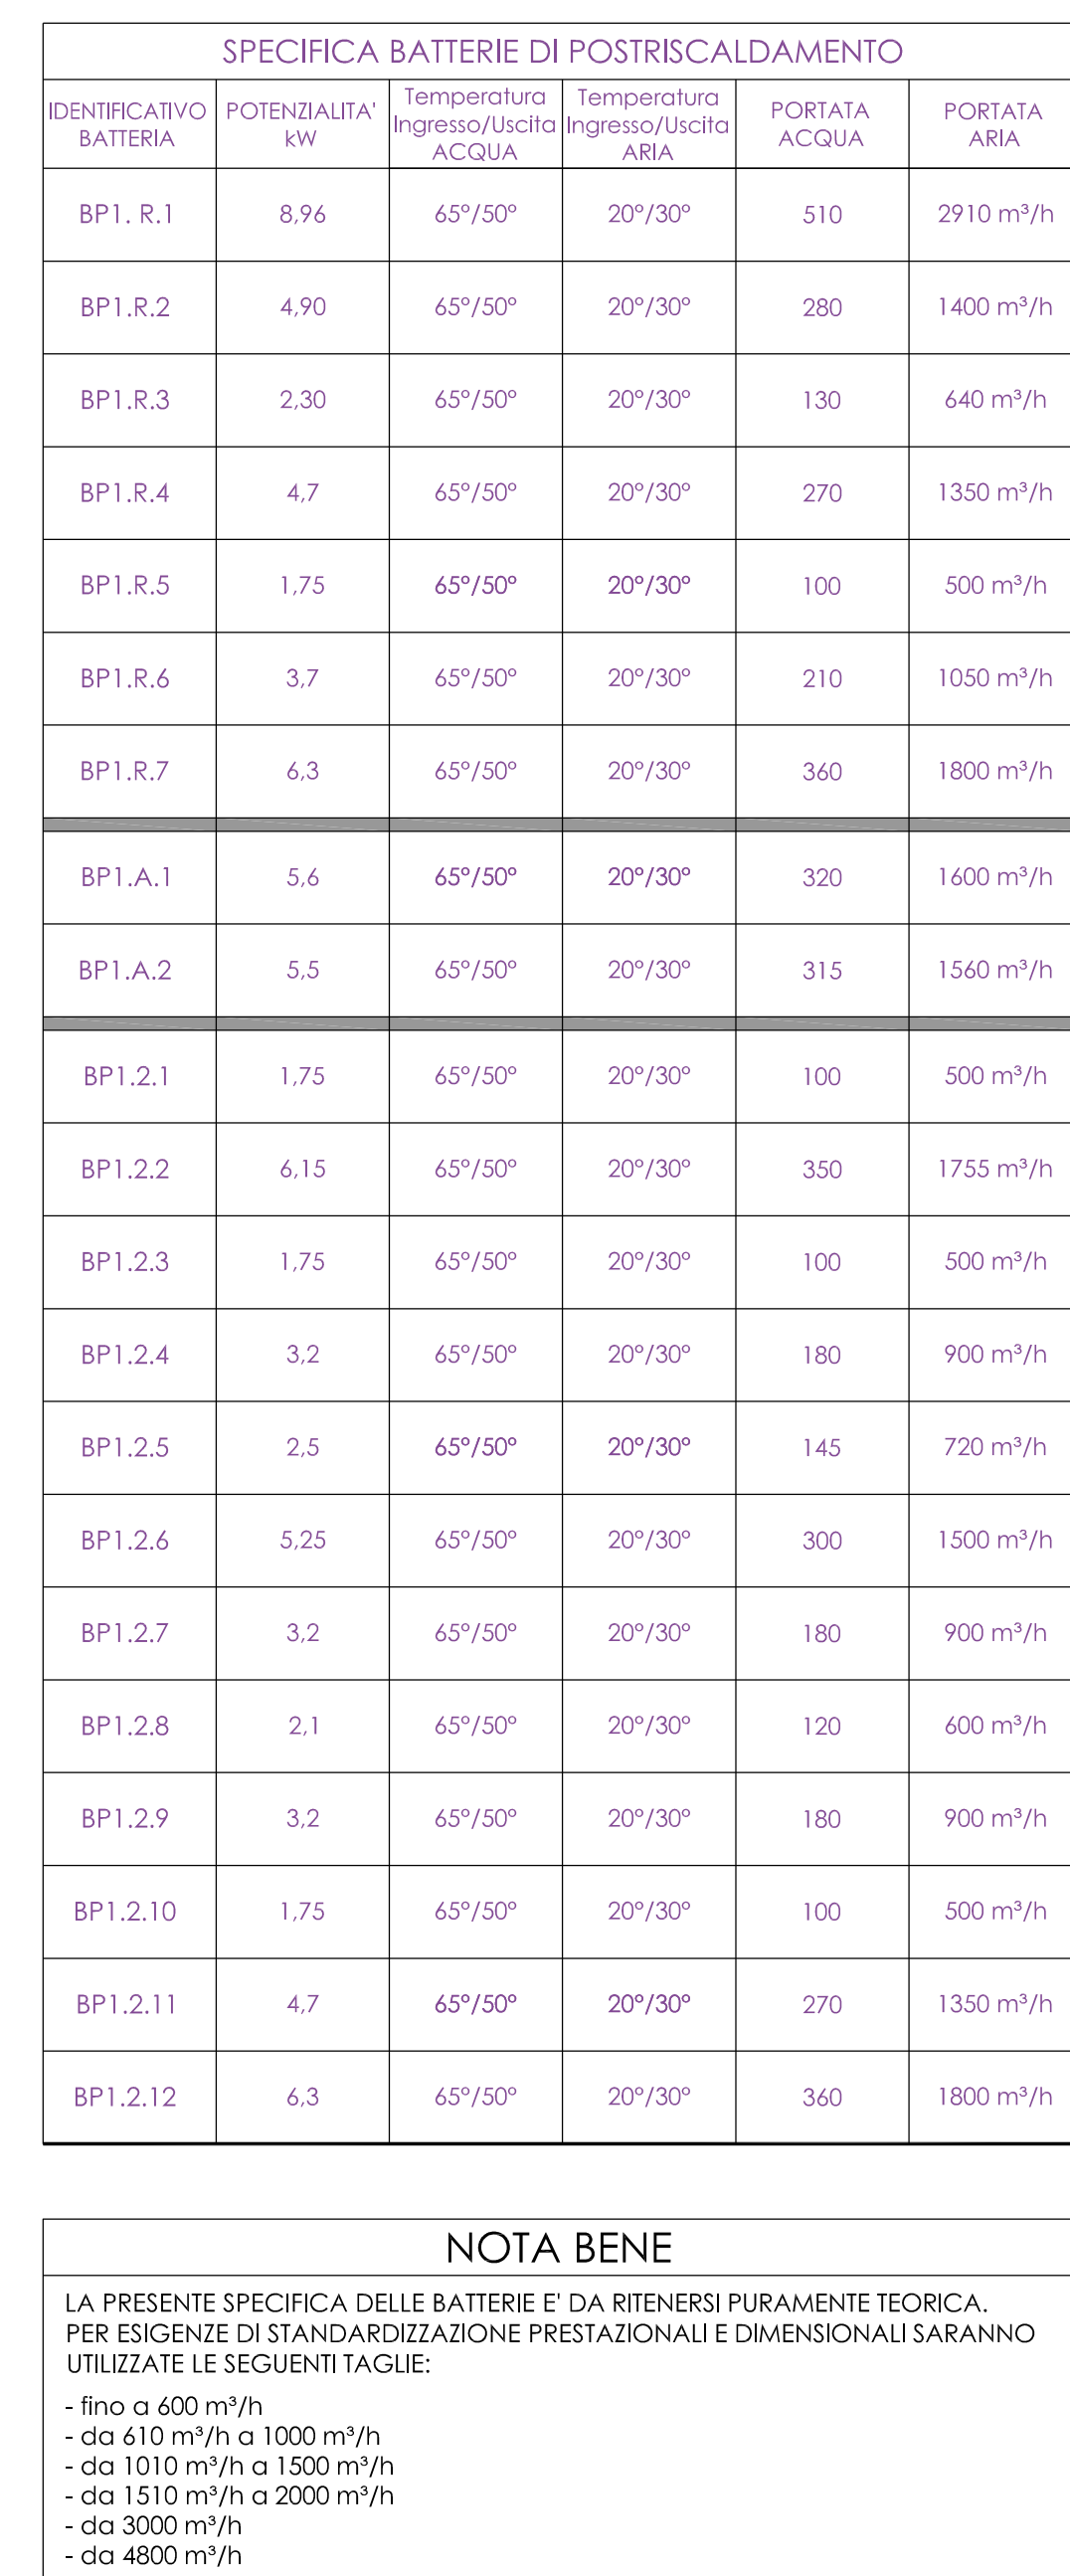 SPECIFICA BATTERIE DI POSTRISCALDAMENTO
IDENTIFICATIVO BATTERIA POTENZIALITA' kW Temperatura Ingresso/Uscita ACQUA Temperatura Ingresso/Uscita ARIA PORTATA ACQUA PORTATA ARIA
BP1. R.1 8,96 65°/50° 20°/30° 510 2910 m³/h
BP1.R.2 4,90 65°/50° 20°/30° 280 1400 m³/h
BP1.R.3 2,30 65°/50° 20°/30° 130 640 m³/h
BP1.R.4 4,7 65°/50° 20°/30° 270 1350 m³/h
BP1.R.5 1,75 65°/50° 20°/30° 100 500 m³/h
BP1.R.6 3,7 65°/50° 20°/30° 210 1050 m³/h
BP1.R.7 6,3 65°/50° 20°/30° 360 1800 m³/h
BP1.A.1 5,6 65°/50° 20°/30° 320 1600 m³/h
BP1.A.2 5,5 65°/50° 20°/30° 315 1560 m³/h
BP1.2.1 1,75 65°/50° 20°/30° 100 500 m³/h
BP1.2.2 6,15 65°/50° 20°/30° 350 1755 m³/h
BP1.2.3 1,75 65°/50° 20°/30° 100 500 m³/h
BP1.2.4 3,2 65°/50° 20°/30° 180 900 m³/h
BP1.2.5 2,5 65°/50° 20°/30° 145 720 m³/h
BP1.2.6 5,25 65°/50° 20°/30° 300 1500 m³/h
BP1.2.7 3,2 65°/50° 20°/30° 180 900 m³/h
BP1.2.8 2,1 65°/50° 20°/30° 120 600 m³/h
BP1.2.9 3,2 65°/50° 20°/30° 180 900 m³/h
BP1.2.10 1,75 65°/50° 20°/30° 100 500 m³/h
BP1.2.11 4,7 65°/50° 20°/30° 270 1350 m³/h
BP1.2.12 6,3 65°/50° 20°/30° 360 1800 m³/h
NOTA BENE
LA PRESENTE SPECIFICA DELLE BATTERIE E' DA RITENERSI PURAMENTE TEORICA.
PER ESIGENZE DI STANDARDIZZAZIONE PRESTAZIONALI E DIMENSIONALI SARANNO
UTILIZZATE LE SEGUENTI TAGLIE:
- fino a 600 m³/h
- da 610 m³/h a 1000 m³/h
- da 1010 m³/h a 1500 m³/h
- da 1510 m³/h a 2000 m³/h
- da 3000 m³/h
- da 4800 m³/h